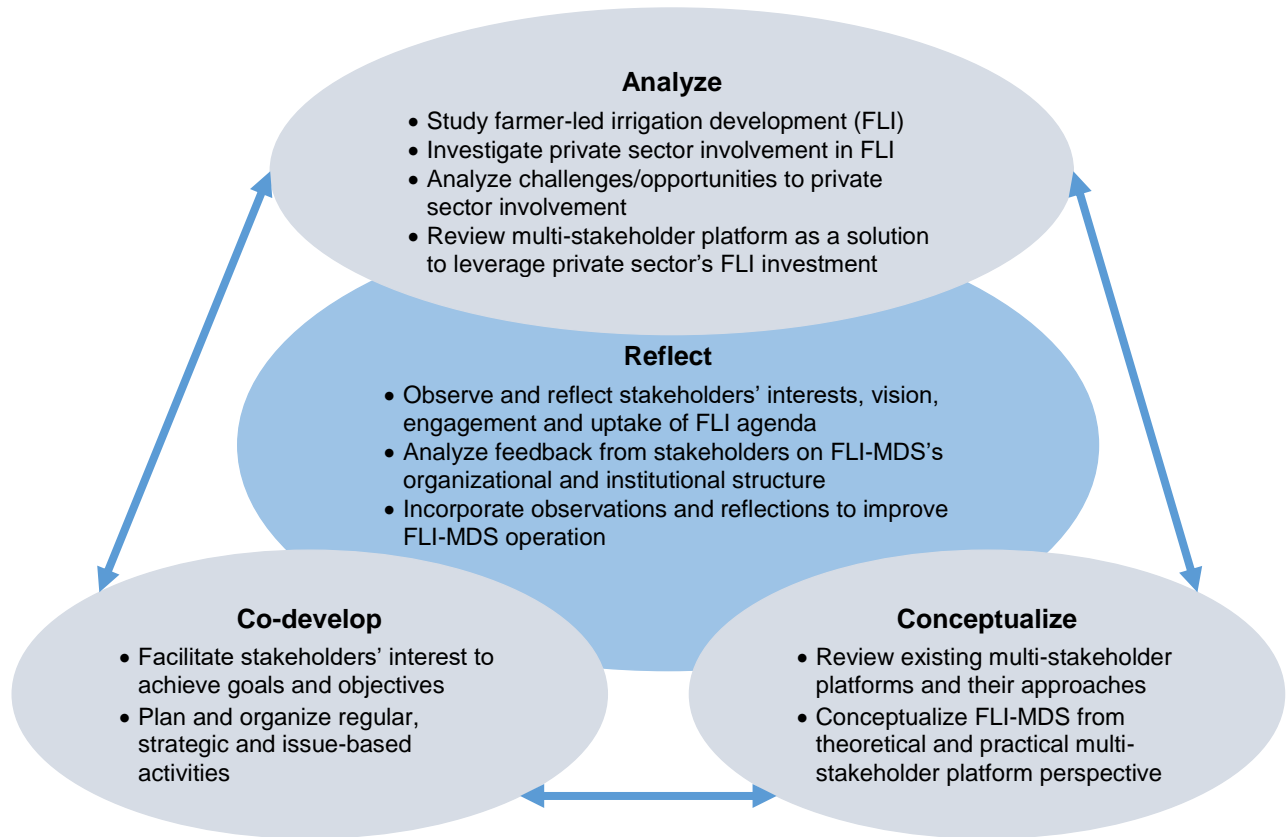 Analyze
• Study farmer-led irrigation development (FLI)
• Investigate private sector involvement in FLI
• Analyze challenges/opportunities to private
sector involvement
• Review multi-stakeholder platform as a solution
to leverage private sector’s FLI investment
Reflect
• Observe and reflect stakeholders’ interests, vision,
engagement and uptake of FLI agenda
• Analyze feedback from stakeholders on FLI-MDS’s
organizational and institutional structure
• Incorporate observations and reflections to improve
FLI-MDS operation
Co-develop
• Facilitate stakeholders’ interest to
achieve goals and objectives
• Plan and organize regular,
strategic and issue-based
activities
Conceptualize
• Review existing multi-stakeholder
platforms and their approaches
• Conceptualize FLI-MDS from
theoretical and practical multi-
stakeholder platform perspective